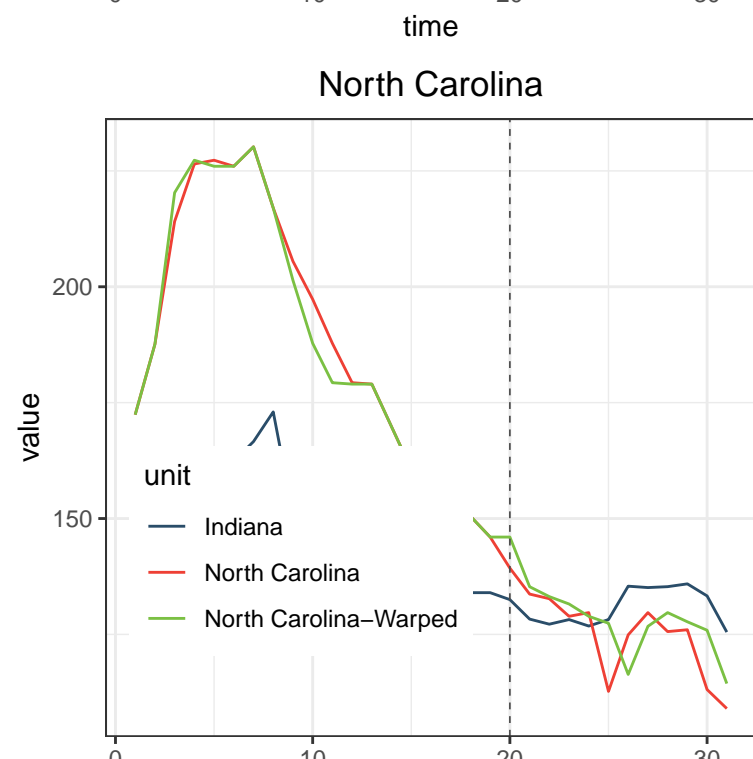 time
North Carolina
200
value
unit
150
Indiana
North Carolina
North Carolina–Warped
0 10 20 30